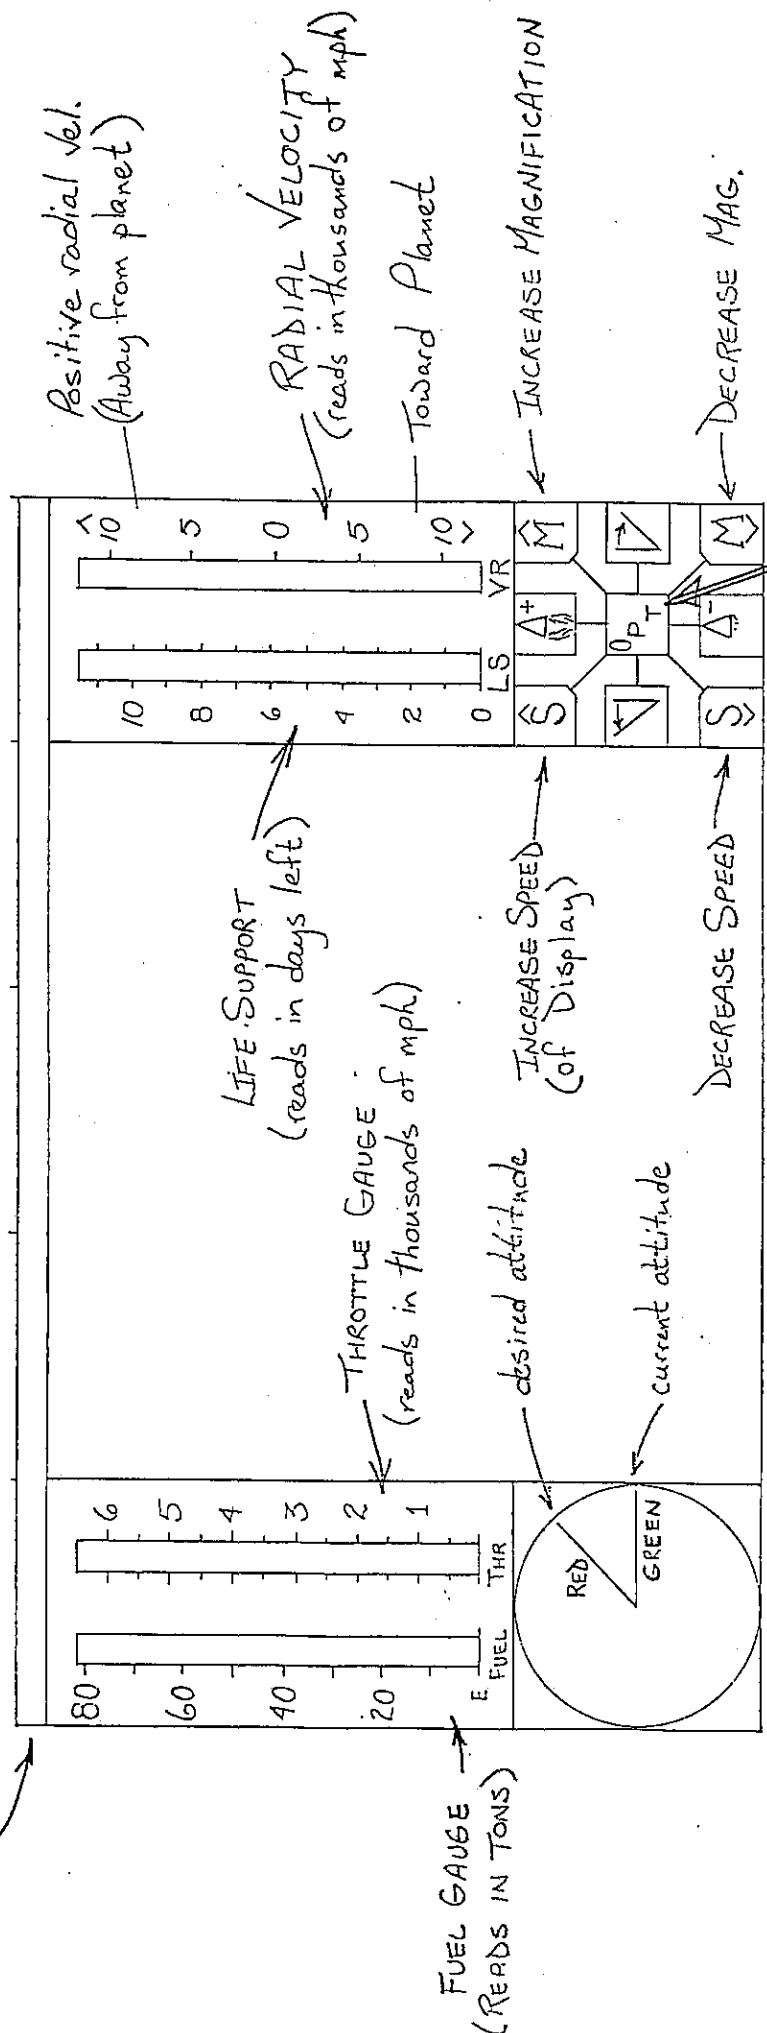 Positive radial vel.
(Away from planet)
RADIAL VELOCITY
(reads in thousands of mph)
Toward Planet
INCREASE MAGNIFICATION
DECREASE MAG.
LIFE SUPPORT
(reads in days left)
THROTTLE GAUGE
(reads in thousands of mph)
INCREASE SPEED
(of Display)
DECREASE SPEED
desired attitude
current attitude
FUEL GAUGE
(READS IN TONS)
80
60
40
20
E
FUEL
6
5
4
3
2
1
THR
RED
GREEN
10
8
6
4
2
0
LS
10
5
0
5
10
VR
S
M
+
OPT
S
-
M